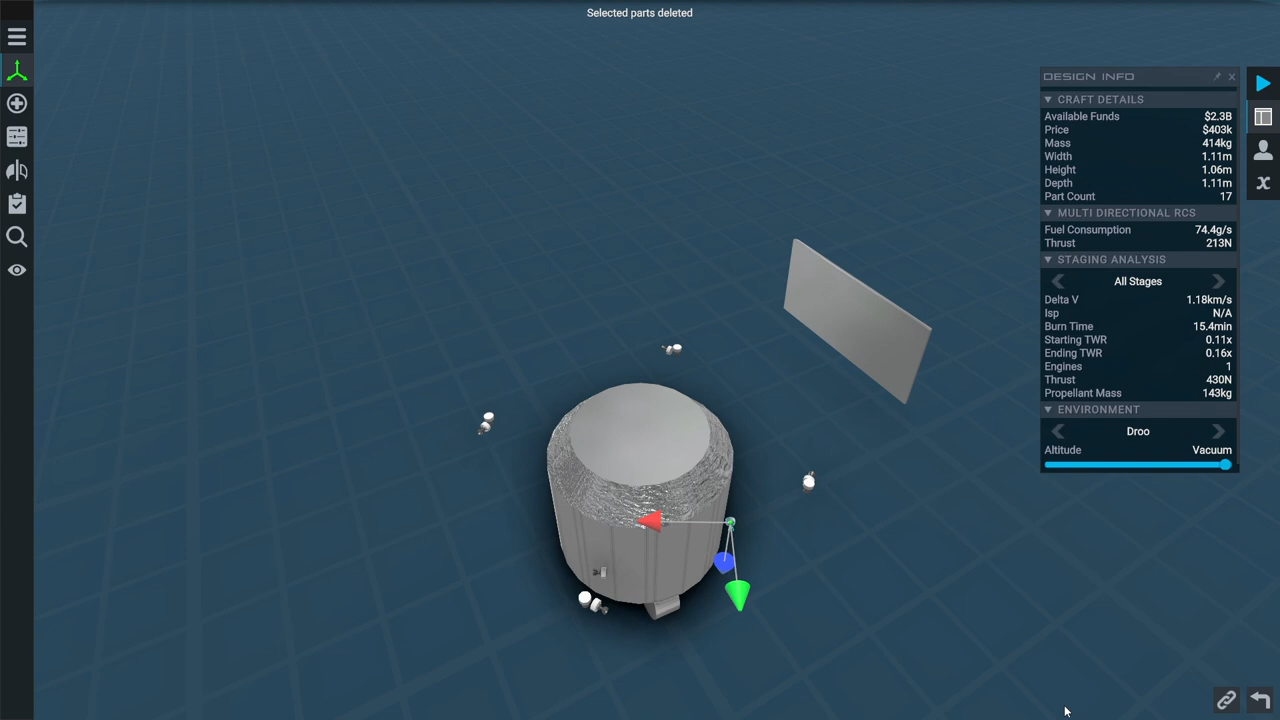 Selected parts deleted
DESIGN INFO
CRAFT DETAILS
Available Funds $2.3B
Price $403k
Mass 414kg
Width 1.11m
Height 1.06m
Depth 1.11m
Part Count 17
MULTI DIRECTIONAL RCS
Fuel Consumption 74.4g/s
Thrust 213N
STAGING ANALYSIS
All Stages
Delta V 1.18km/s
Isp N/A
Burn Time 15.4min
Starting TWR 0.11x
Ending TWR 0.16x
Engines 1
Thrust 430N
Propellant Mass 143kg
ENVIRONMENT
Droo
Altitude Vacuum